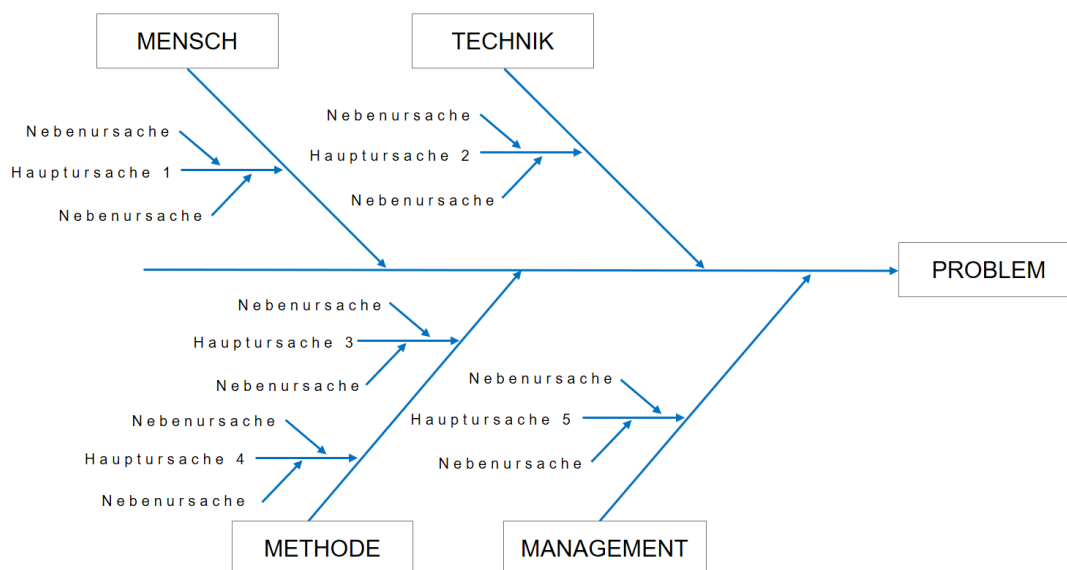 MENSCH
TECHNIK
Nebenursache
Hauptursache 1
Nebenursache
Nebenursache
Hauptursache 2
Nebenursache
PROBLEM
Nebenursache
Hauptursache 3
Nebenursache
Nebenursache
Hauptursache 4
Nebenursache
Nebenursache
Hauptursache 5
Nebenursache
METHODE
MANAGEMENT